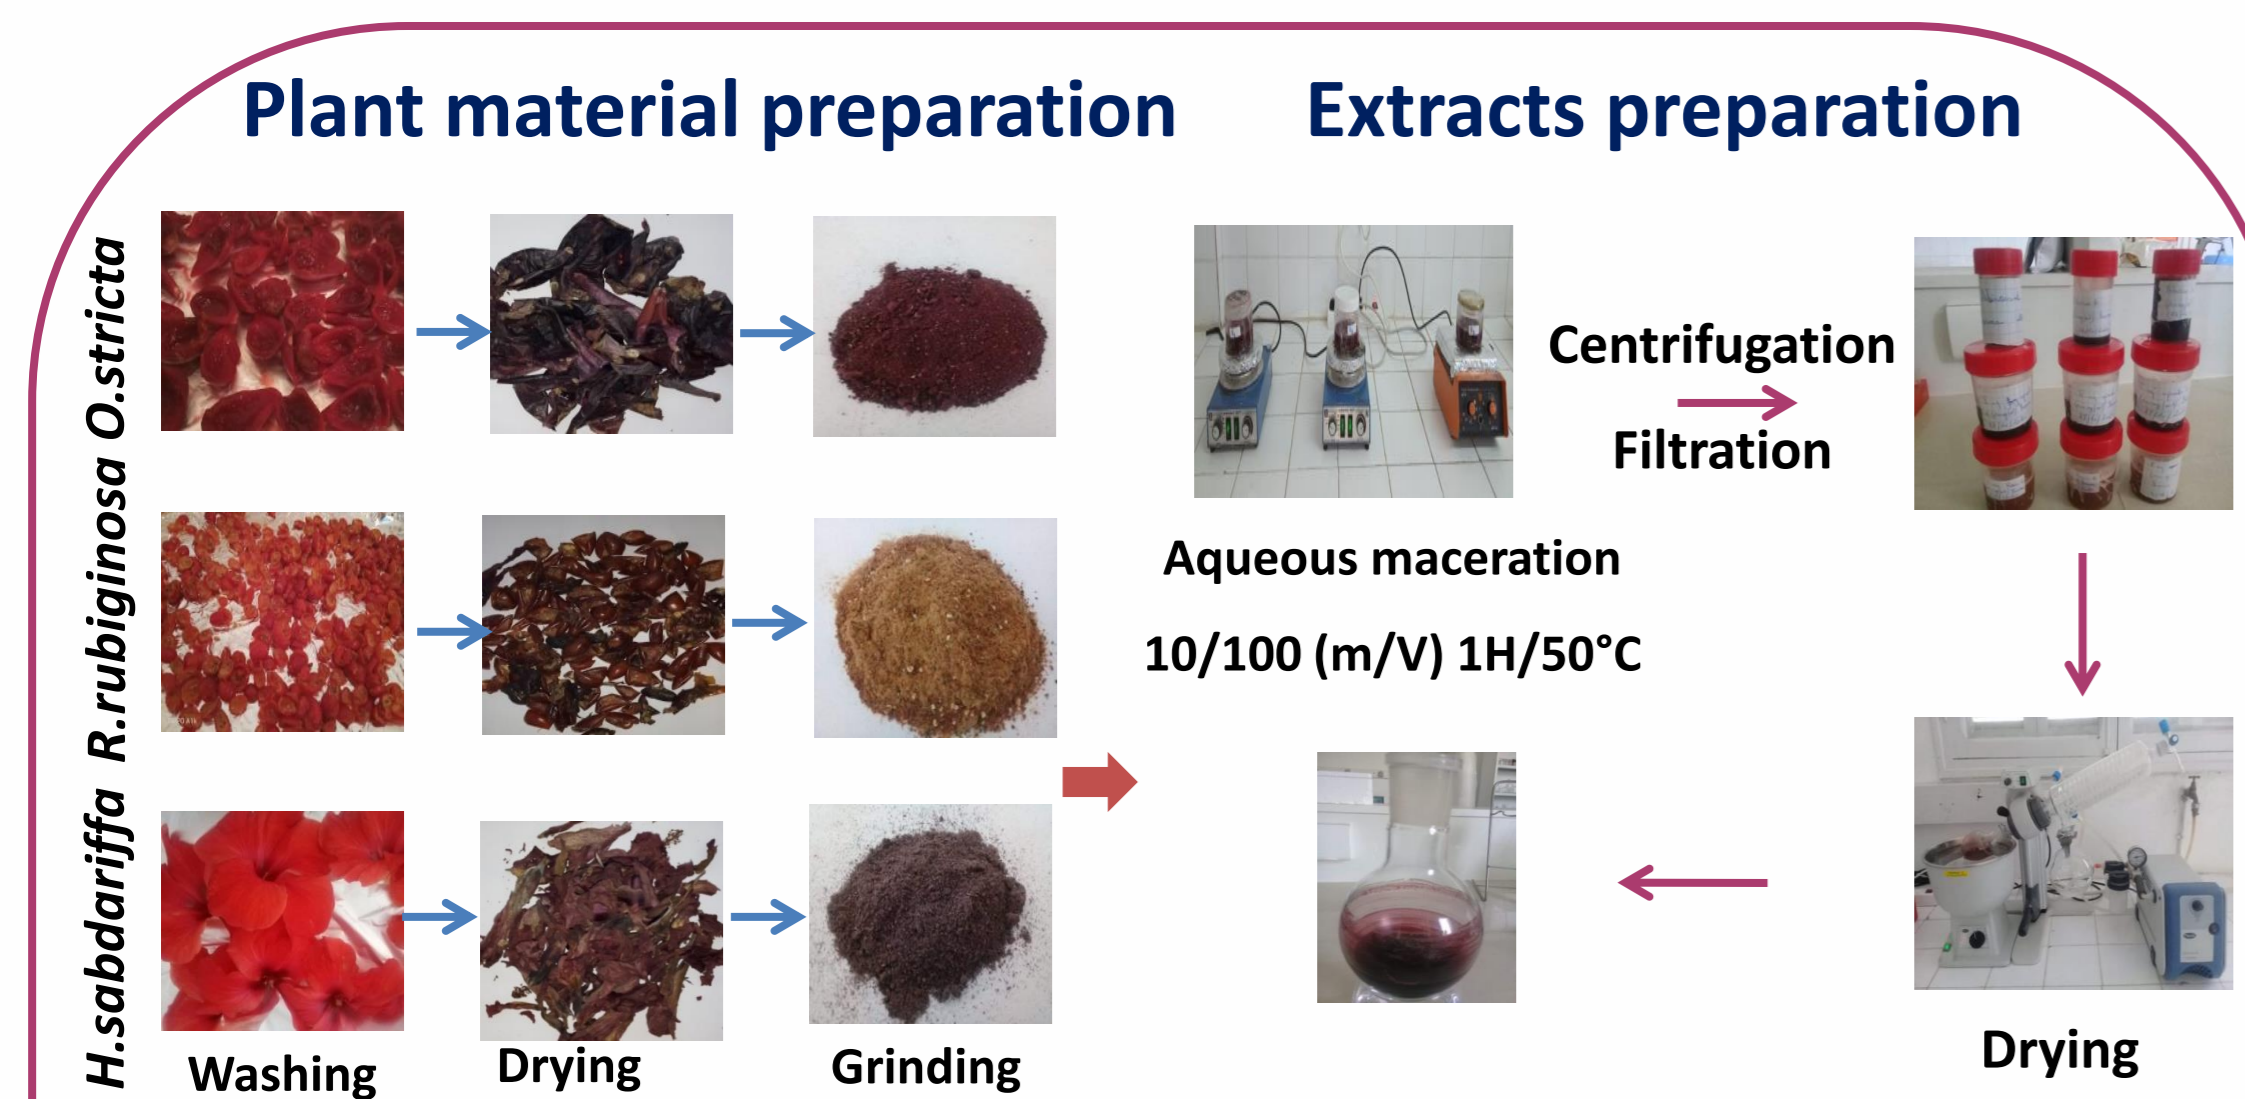 Plant material preparation
Extracts preparation
O.stricta
R.rubiginosa
H.sabdariffa
Washing
Drying
Grinding
Centrifugation
Filtration
Aqueous maceration
10/100 (m/V) 1H/50°C
Drying